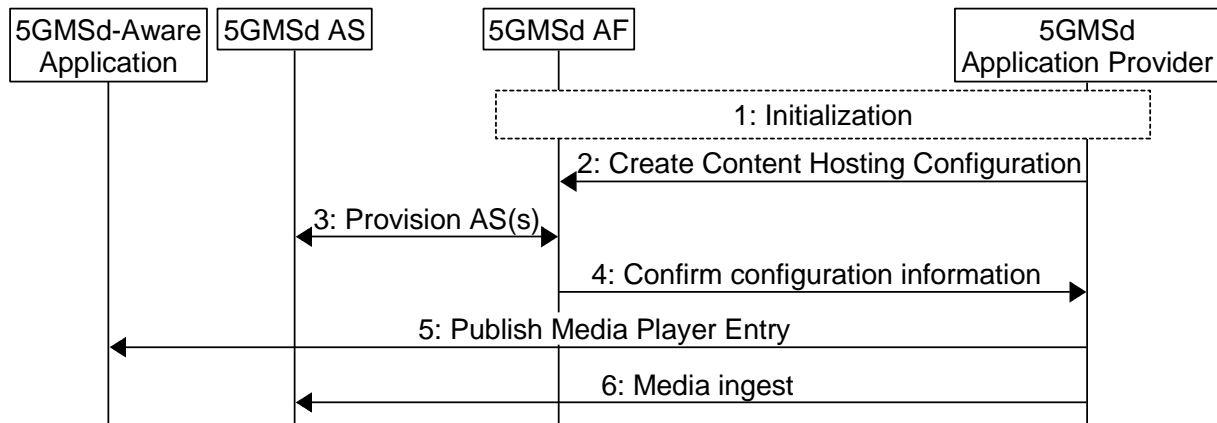 5GMSd-Aware
Application
5GMSd AS
5GMSd AF
5GMSd
Application Provider
1: Initialization
2: Create Content Hosting Configuration
3: Provision AS(s)
4: Confirm configuration information
5: Publish Media Player Entry
6: Media ingest